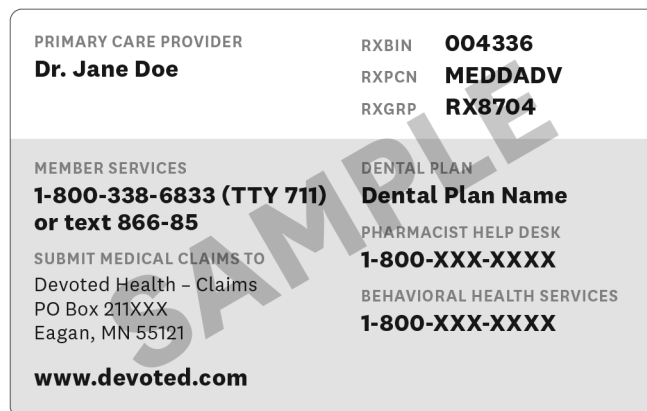 PRIMARY CARE PROVIDER
Dr. Jane Doe
RXBIN 004336
RXPCN MEDDADV
RXGRP RX8704
MEMBER SERVICES
1-800-338-6833 (TTY 711)
or text 866-85
SUBMIT MEDICAL CLAIMS TO
Devoted Health – Claims
PO Box 211XXX
Eagan, MN 55121
www.devoted.com
DENTAL PLAN
Dental Plan Name
PHARMACIST HELP DESK
1-800-XXX-XXXX
BEHAVIORAL HEALTH SERVICES
1-800-XXX-XXXX
SAMPLE